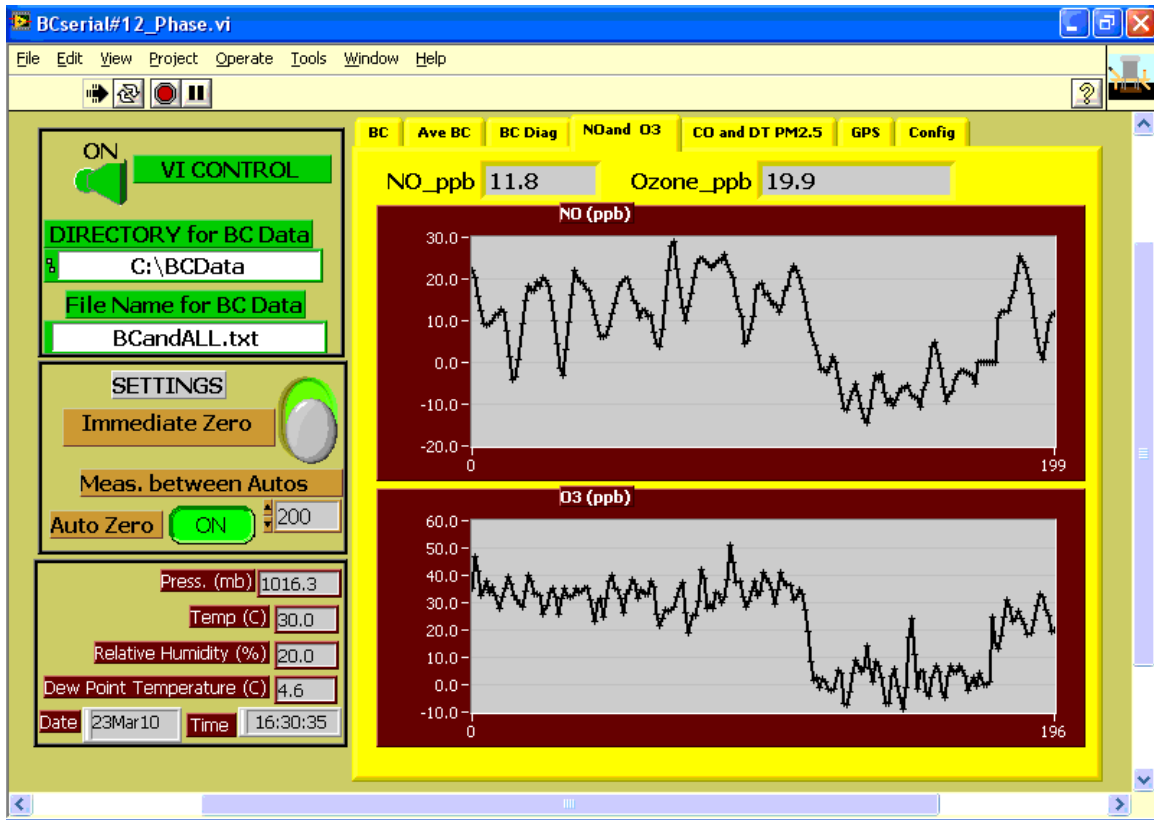 BCserial#12_Phase.vi
File Edit View Project Operate Tools Window Help
ON
VI CONTROL
DIRECTORY for BC Data
C:\BCData
File Name for BC Data
BCandALL.txt
SETTINGS
Immediate Zero
Meas. between Autos
Auto Zero ON 200
Press. (mb) 1016.3
Temp (C) 30.0
Relative Humidity (%) 20.0
Dew Point Temperature (C) 4.6
Date 23Mar10 Time 16:30:35
BC Ave BC BC Diag NOand O3 CO and DT PM2.5 GPS Config
NO_ppb 11.8 Ozone_ppb 19.9
NO (ppb)
30.0
20.0
10.0
0.0
-10.0
-20.0
0 199
O3 (ppb)
60.0
50.0
40.0
30.0
20.0
10.0
0.0
-10.0
0 196